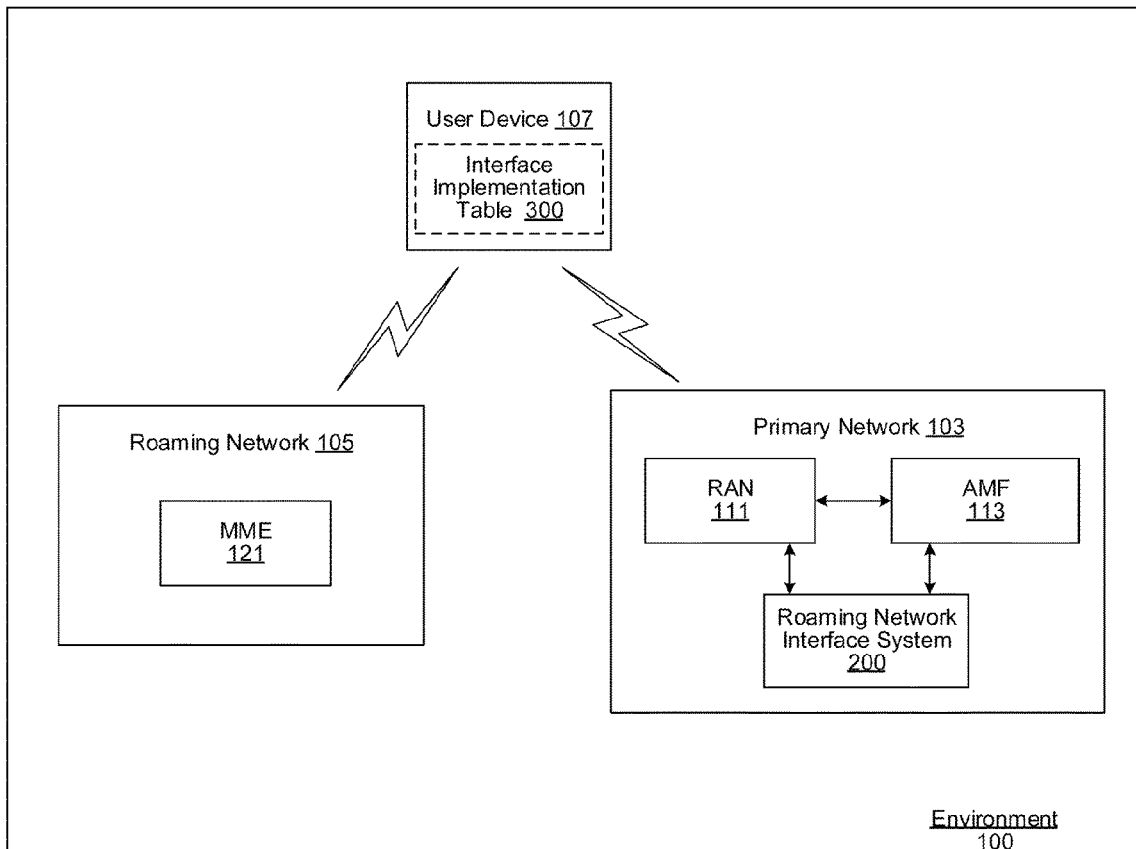 User Device 107
Interface
Implementation
Table 300
Roaming Network 105
MME
121
Primary Network 103
RAN
111
AMF
113
Roaming Network
Interface System
200
Environment
100